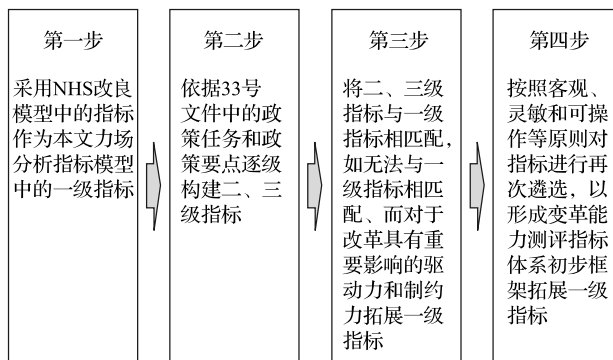 第一步
采用NHS改良
模型中的指标
作为本文力场
分析指标模型
中的一级指标
第二步
依据33号
文件中的政
策任务和政
策要点逐级
构建二、三
级指标
第三步
将二、三级
指标与一级
指标相匹配，
如无法与一
级指标相匹
配、而对于
改革具有重
要影响的驱
动力和制约
力拓展一级
指标
第四步
按照客观、
灵敏和可操
作等原则对
指标进行再
次遴选，以
形成变革能
力测评指标
体系初步框
架拓展一级
指标